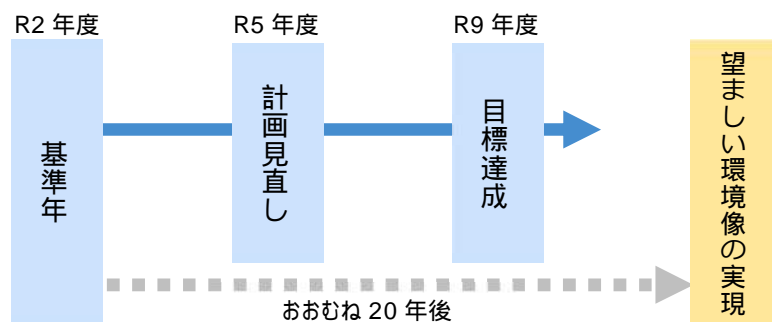 R2 年度
R5 年度
R9 年度
基準年
計画見直し
目標達成
望ましい環境像の実現
おおむね 20 年後